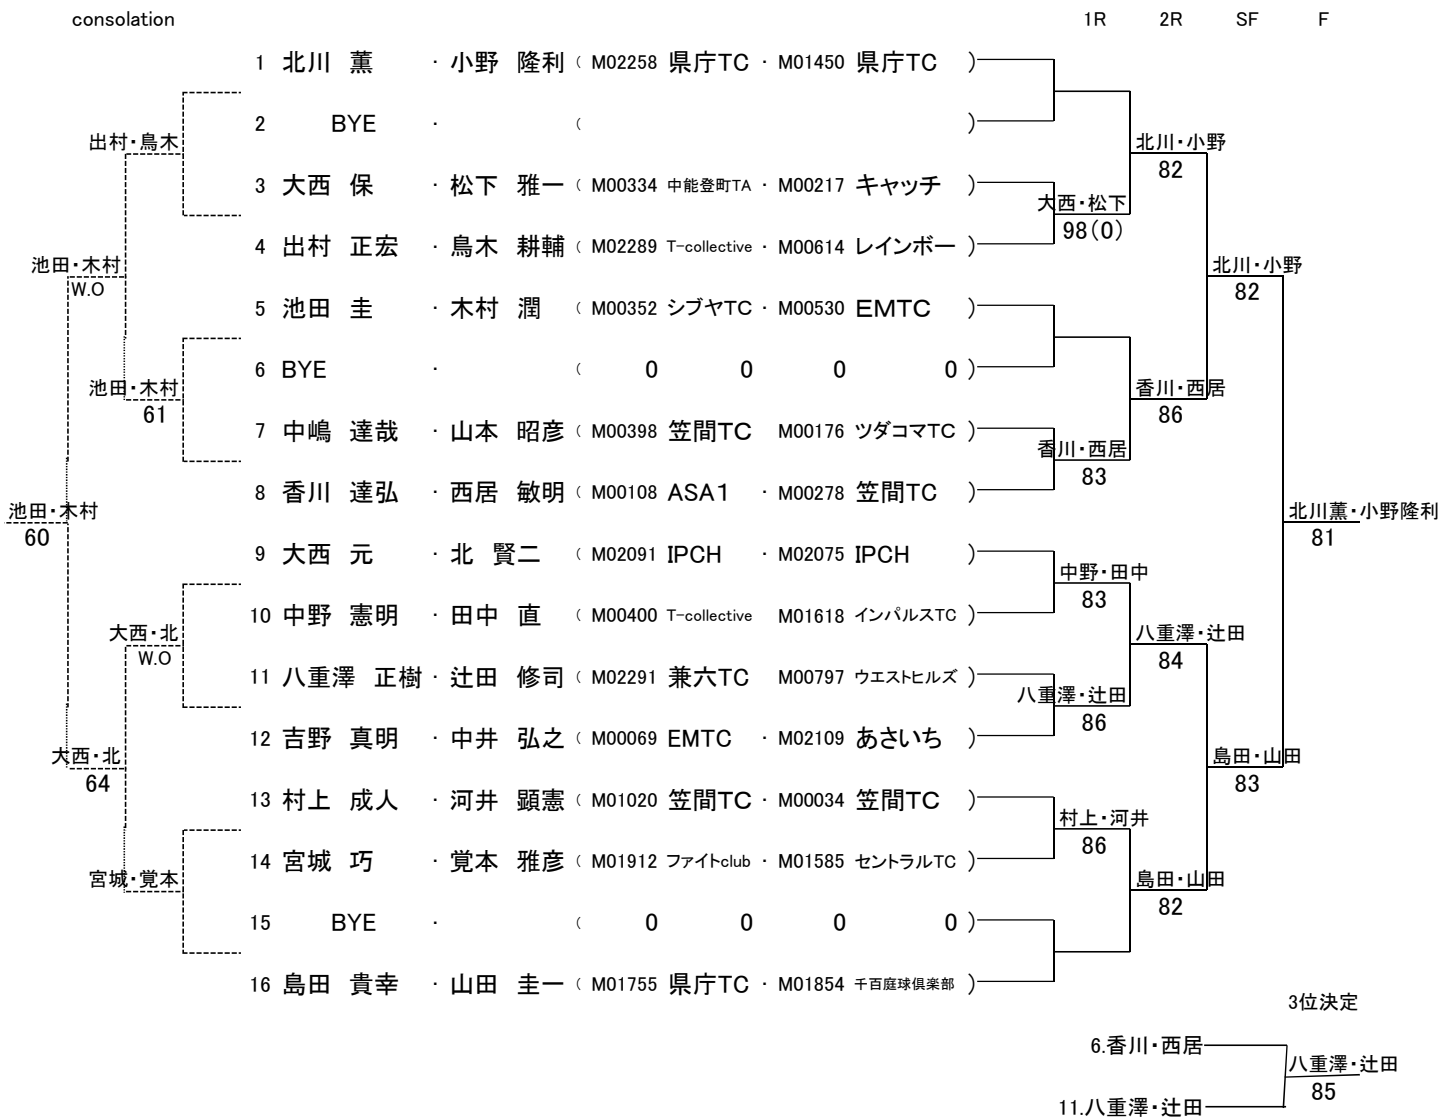 consolation 1R 2R SF F
1 北川 薫 ・ 小野 隆利 ( M02258 県庁TC ・ M01450 県庁TC )
2 BYE ・ ( )
出村・鳥木 北川・小野
82
3 大西 保 ・ 松下 雅一 ( M00334 中能登町TA ・ M00217 キャッチ )
大西・松下
98(0)
4 出村 正宏 ・ 鳥木 耕輔 ( M02289 T-collective ・ M00614 レインボー )
池田・木村 北川・小野
W.O 82
5 池田 圭 ・ 木村 潤 ( M00352 シブヤTC ・ M00530 EMTC )
6 BYE ・ ( 0 0 0 0 )
池田・木村 香川・西居
61 86
7 中嶋 達哉 ・ 山本 昭彦 ( M00398 笠間TC M00176 ツダコマTC )
香川・西居
83
8 香川 達弘 ・ 西居 敏明 ( M00108 ASA1 ・ M00278 笠間TC )
池田・木村 北川薫・小野隆利
60 81
9 大西 元 ・ 北 賢二 ( M02091 IPCH ・ M02075 IPCH )
中野・田中
83
10 中野 憲明 ・ 田中 直 ( M00400 T-collective M01618 インパルスTC )
大西・北 八重澤・辻田
W.O 84
11 八重澤 正樹 ・ 辻田 修司 ( M02291 兼六TC M00797 ウエストヒルズ )
八重澤・辻田
86
12 吉野 真明 ・ 中井 弘之 ( M00069 EMTC ・ M02109 あさいち )
大西・北 島田・山田
64 83
13 村上 成人 ・ 河井 顕憲 ( M01020 笠間TC ・ M00034 笠間TC )
村上・河井
86
14 宮城 巧 ・ 覚本 雅彦 ( M01912 ファイトclub ・ M01585 セントラルTC )
宮城・覚本 島田・山田
82
15 BYE ・ ( 0 0 0 0 )
16 島田 貴幸 ・ 山田 圭一 ( M01755 県庁TC ・ M01854 千百庭球倶楽部 )
3位決定
6.香川・西居
八重澤・辻田
85
11.八重澤・辻田